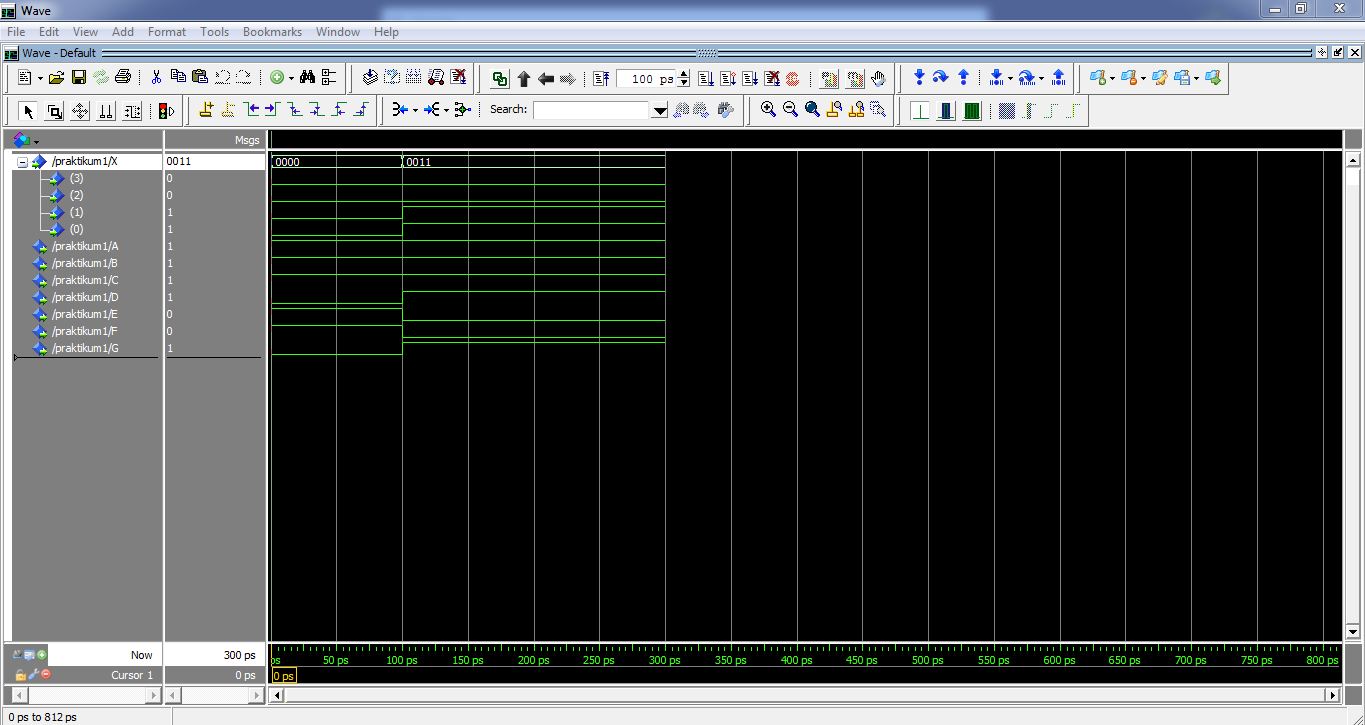 Wave
File Edit View Add Format Tools Bookmarks Window Help
Wave - Default
100 ps
Search:
Msgs
/praktikum1/X 0011 0000 0011
(3) 0
(2) 0
(1) 1
(0) 1
/praktikum1/A 1
/praktikum1/B 1
/praktikum1/C 1
/praktikum1/D 1
/praktikum1/E 0
/praktikum1/F 0
/praktikum1/G 1
Now 300 ps ps 50 ps 100 ps 150 ps 200 ps 250 ps 300 ps 350 ps 400 ps 450 ps 500 ps 550 ps 600 ps 650 ps 700 ps 750 ps 800 ps
Cursor 1 0 ps 0 ps
0 ps to 812 ps